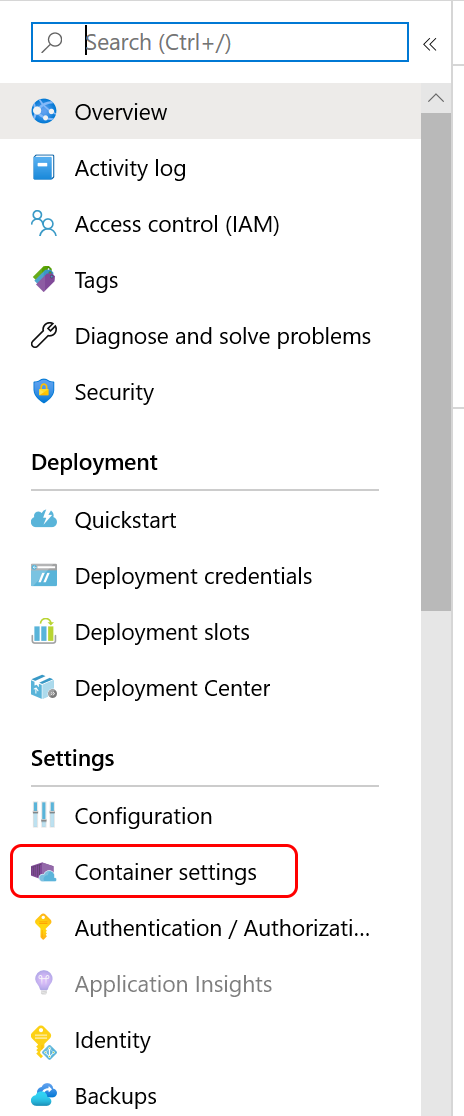 Search (Ctrl+/)
Overview
Activity log
Access control (IAM)
Tags
Diagnose and solve problems
Security
Deployment
Quickstart
Deployment credentials
Deployment slots
Deployment Center
Settings
Configuration
Container settings
Authentication / Authorizati...
Application Insights
Identity
Backups